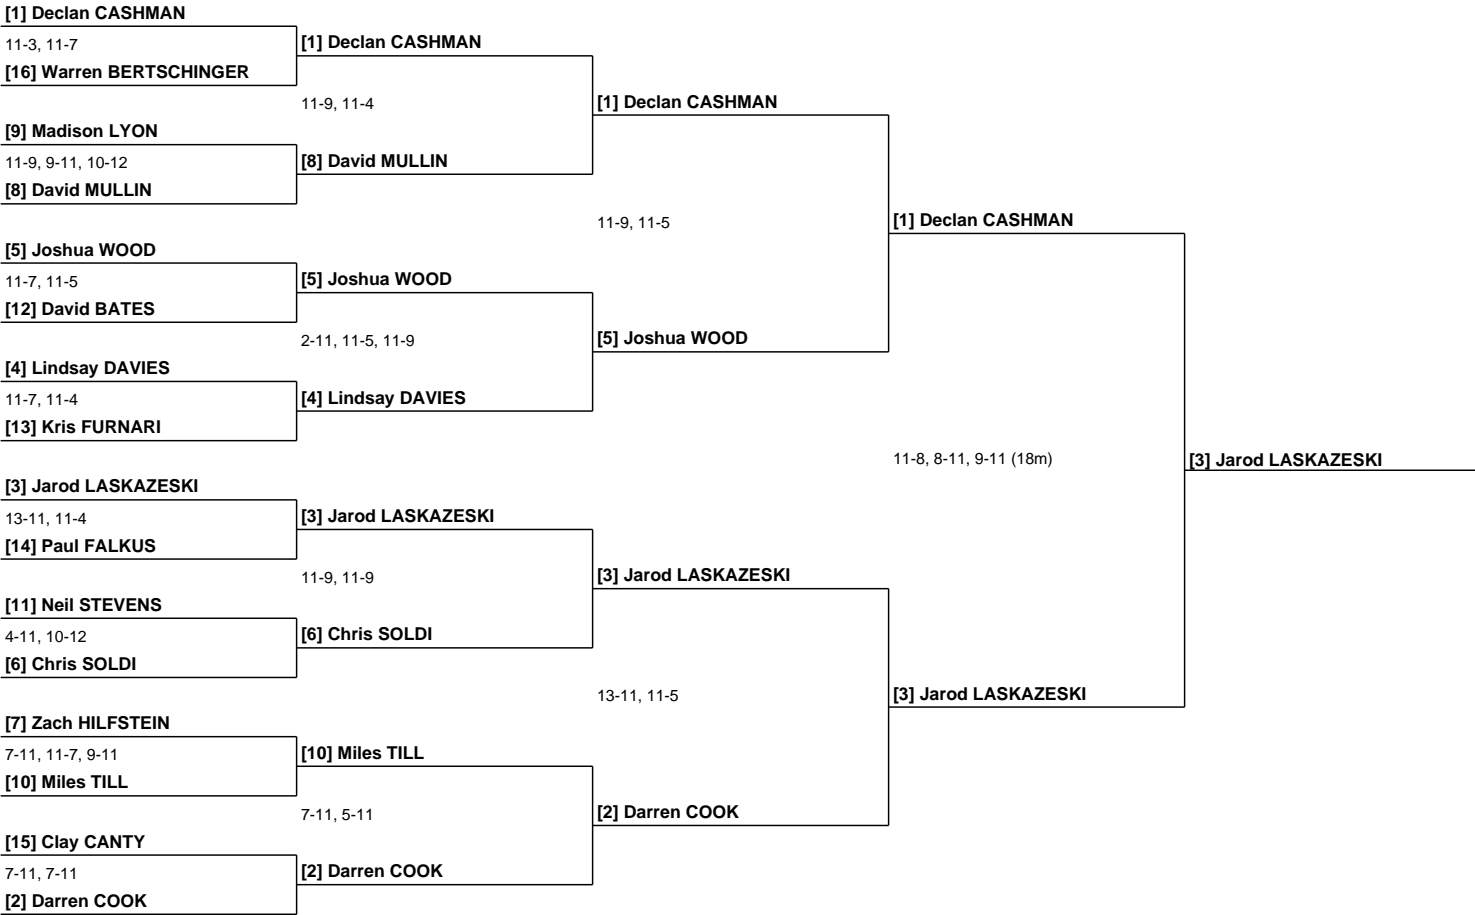 [1] Declan CASHMAN
11-3, 11-7
[16] Warren BERTSCHINGER
[9] Madison LYON
11-9, 9-11, 10-12
[8] David MULLIN
[5] Joshua WOOD
11-7, 11-5
[12] David BATES
[4] Lindsay DAVIES
11-7, 11-4
[13] Kris FURNARI
[3] Jarod LASKAZESKI
13-11, 11-4
[14] Paul FALKUS
[11] Neil STEVENS
4-11, 10-12
[6] Chris SOLDI
[7] Zach HILFSTEIN
7-11, 11-7, 9-11
[10] Miles TILL
[15] Clay CANTY
7-11, 7-11
[2] Darren COOK
[1] Declan CASHMAN
11-9, 11-4
[8] David MULLIN
[5] Joshua WOOD
2-11, 11-5, 11-9
[4] Lindsay DAVIES
[3] Jarod LASKAZESKI
11-9, 11-9
[6] Chris SOLDI
[10] Miles TILL
7-11, 5-11
[2] Darren COOK
[1] Declan CASHMAN
11-9, 11-5
[5] Joshua WOOD
[3] Jarod LASKAZESKI
13-11, 11-5
[2] Darren COOK
[1] Declan CASHMAN
11-8, 8-11, 9-11 (18m)
[3] Jarod LASKAZESKI
[3] Jarod LASKAZESKI